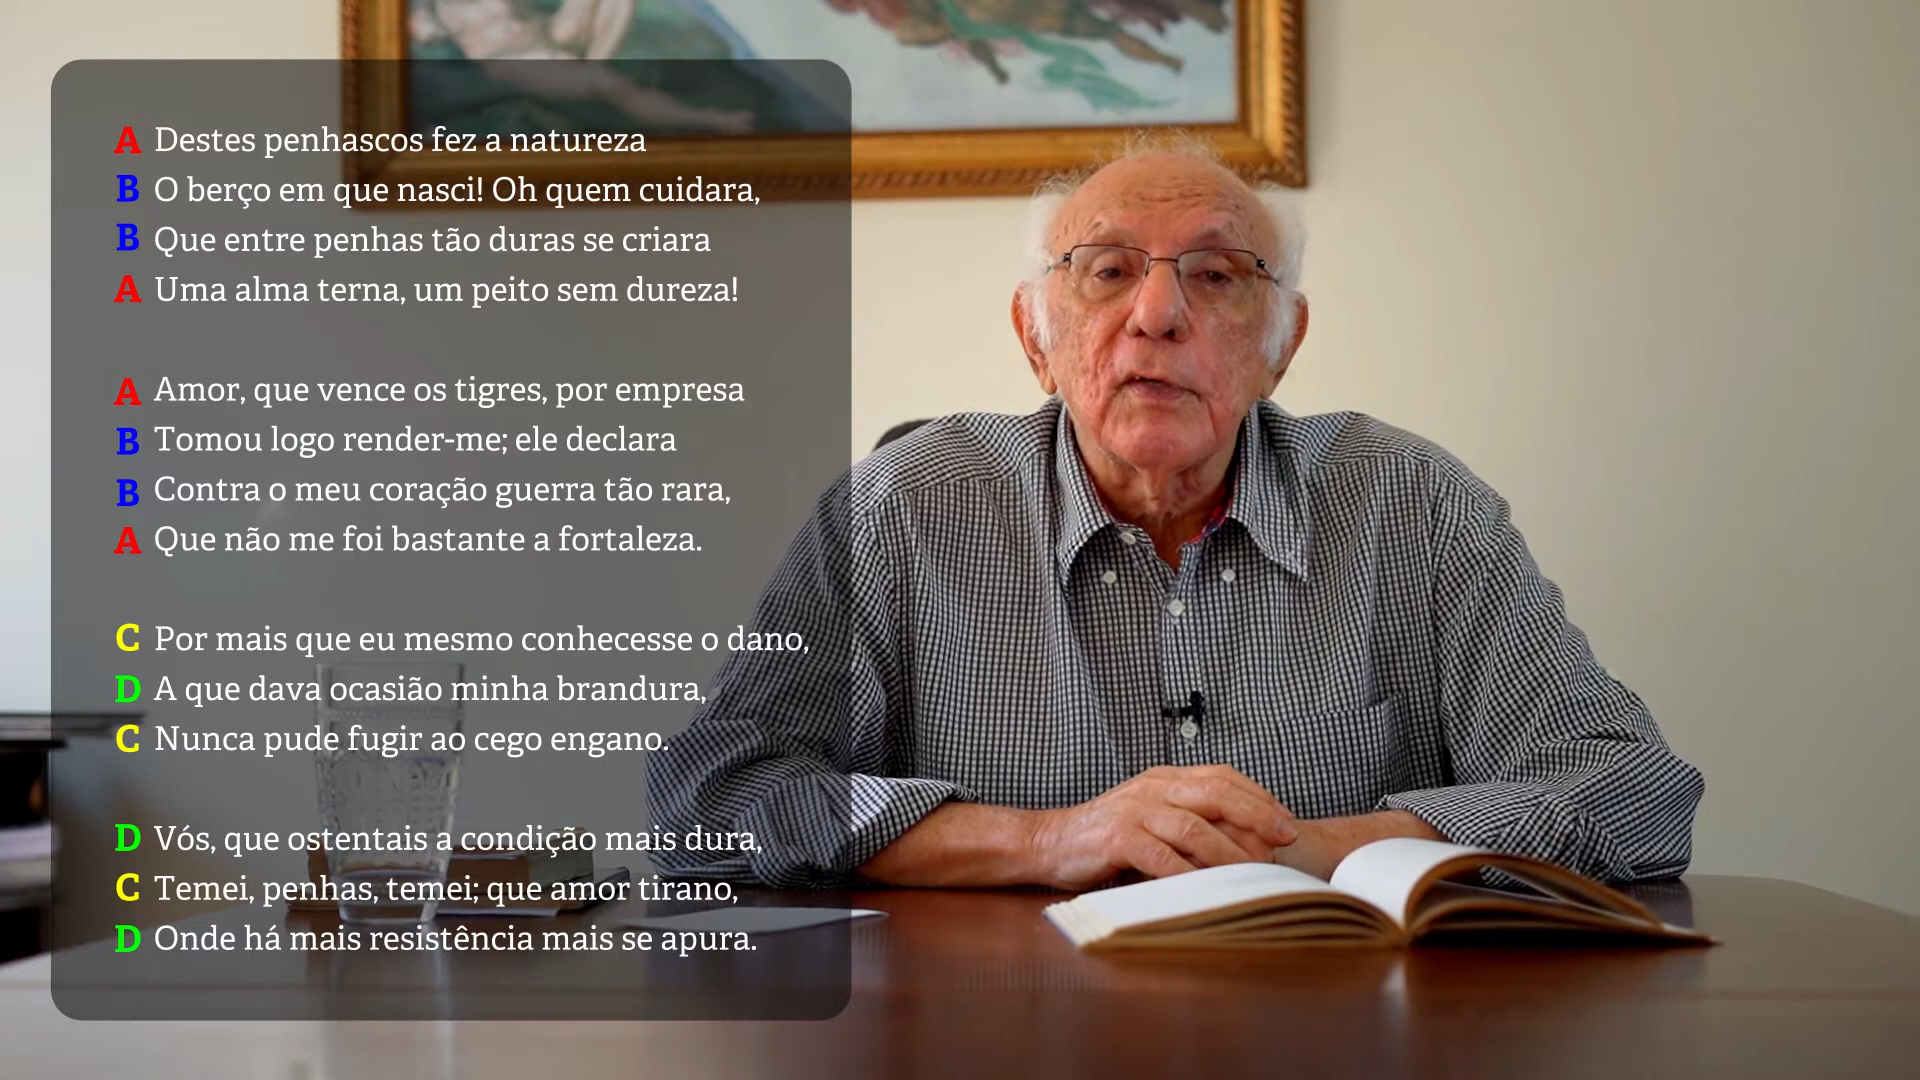 A Destes penhascos fez a natureza
B O berço em que nasci! Oh quem cuidara,
B Que entre penhas tão duras se criara
A Uma alma terna, um peito sem dureza!
A Amor, que vence os tigres, por empresa
B Tomou logo render-me; ele declara
B Contra o meu coração guerra tão rara,
A Que não me foi bastante a fortaleza.
C Por mais que eu mesmo conhecesse o dano,
D A que dava ocasião minha brandura,
C Nunca pude fugir ao cego engano.
D Vós, que ostentais a condição mais dura,
C Temei, penhas, temei; que amor tirano,
D Onde há mais resistência mais se apura.